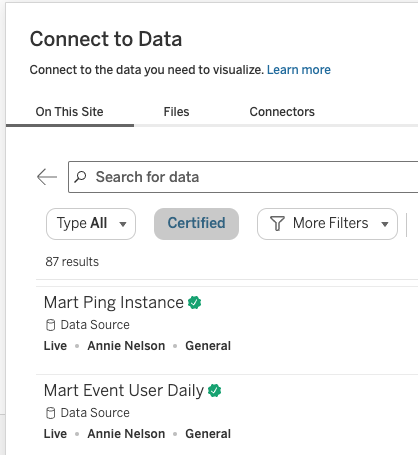 Connect to Data
Connect to the data you need to visualize. Learn more
On This Site Files Connectors
Search for data
Type All Certified More Filters
87 results
Mart Ping Instance
Data Source
Live • Annie Nelson • General
Mart Event User Daily
Data Source
Live • Annie Nelson • General